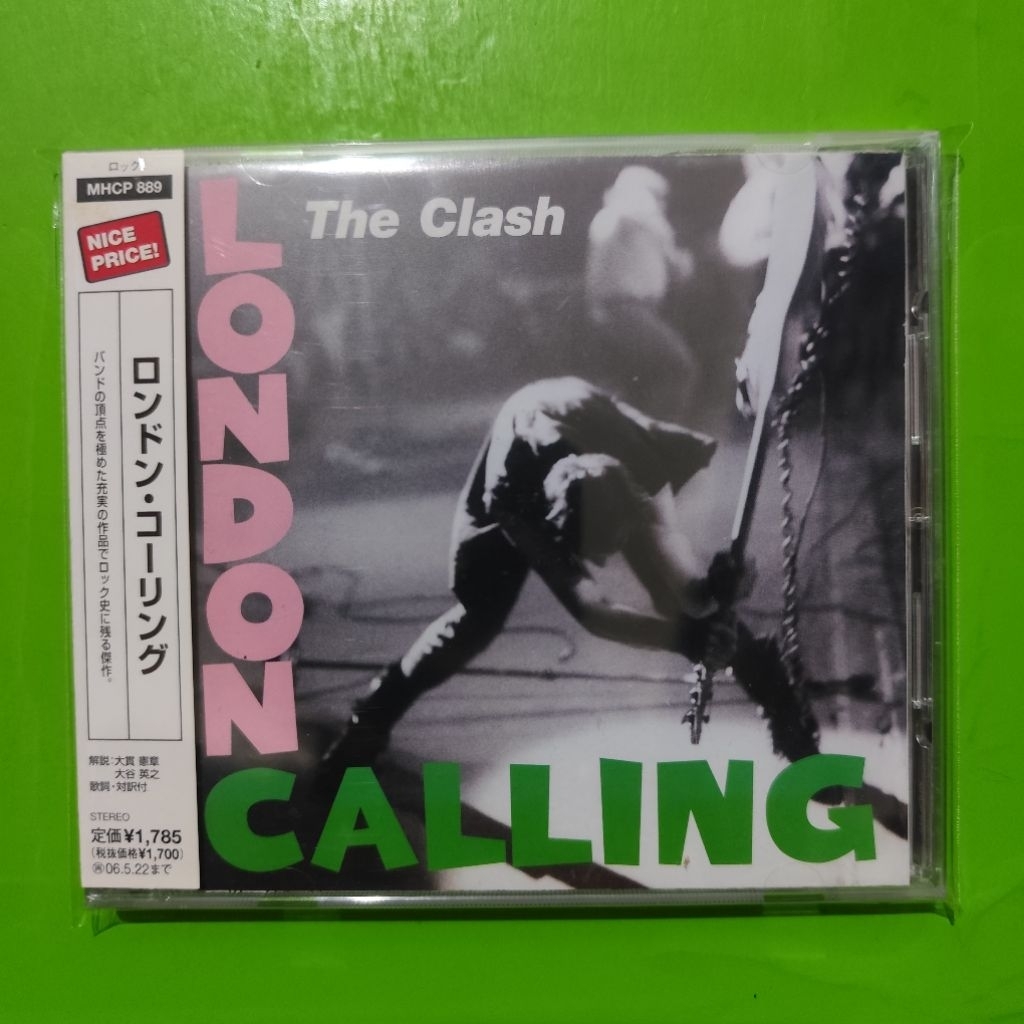 ロック
MHCP 889
NICE
PRICE!
ロンドン・コーリング
バンドの頂点を極めた充実の作品でロック史に残る傑作。
解説：大貫 憲章
大谷 英之
歌詞・対訳付
STEREO
定価¥1,785
(税抜価格¥1,700)
㊐06.5.22まで
The Clash
LONDON
CALLING